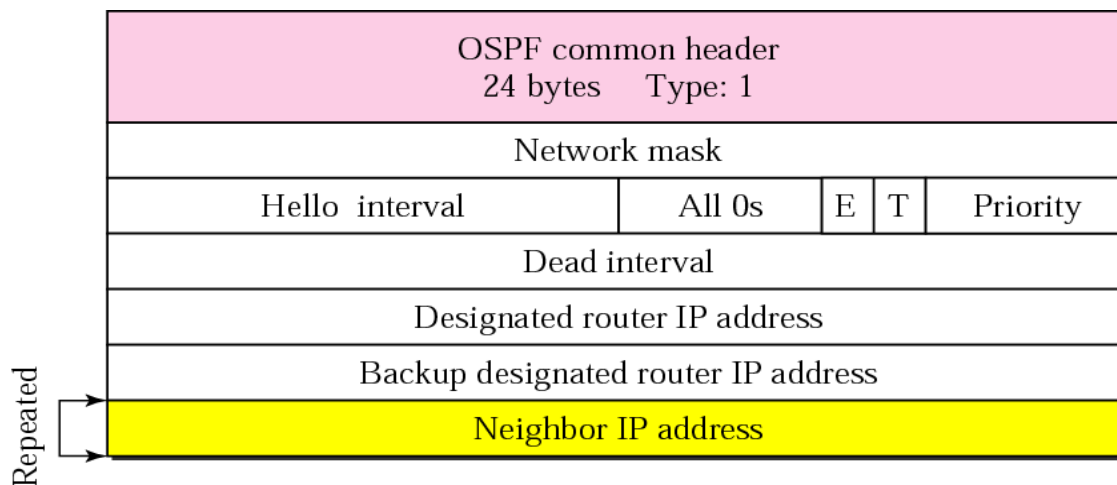 OSPF common header
24 bytes Type: 1
Network mask
Hello interval All 0s E T Priority
Dead interval
Designated router IP address
Backup designated router IP address
Repeated
Neighbor IP address